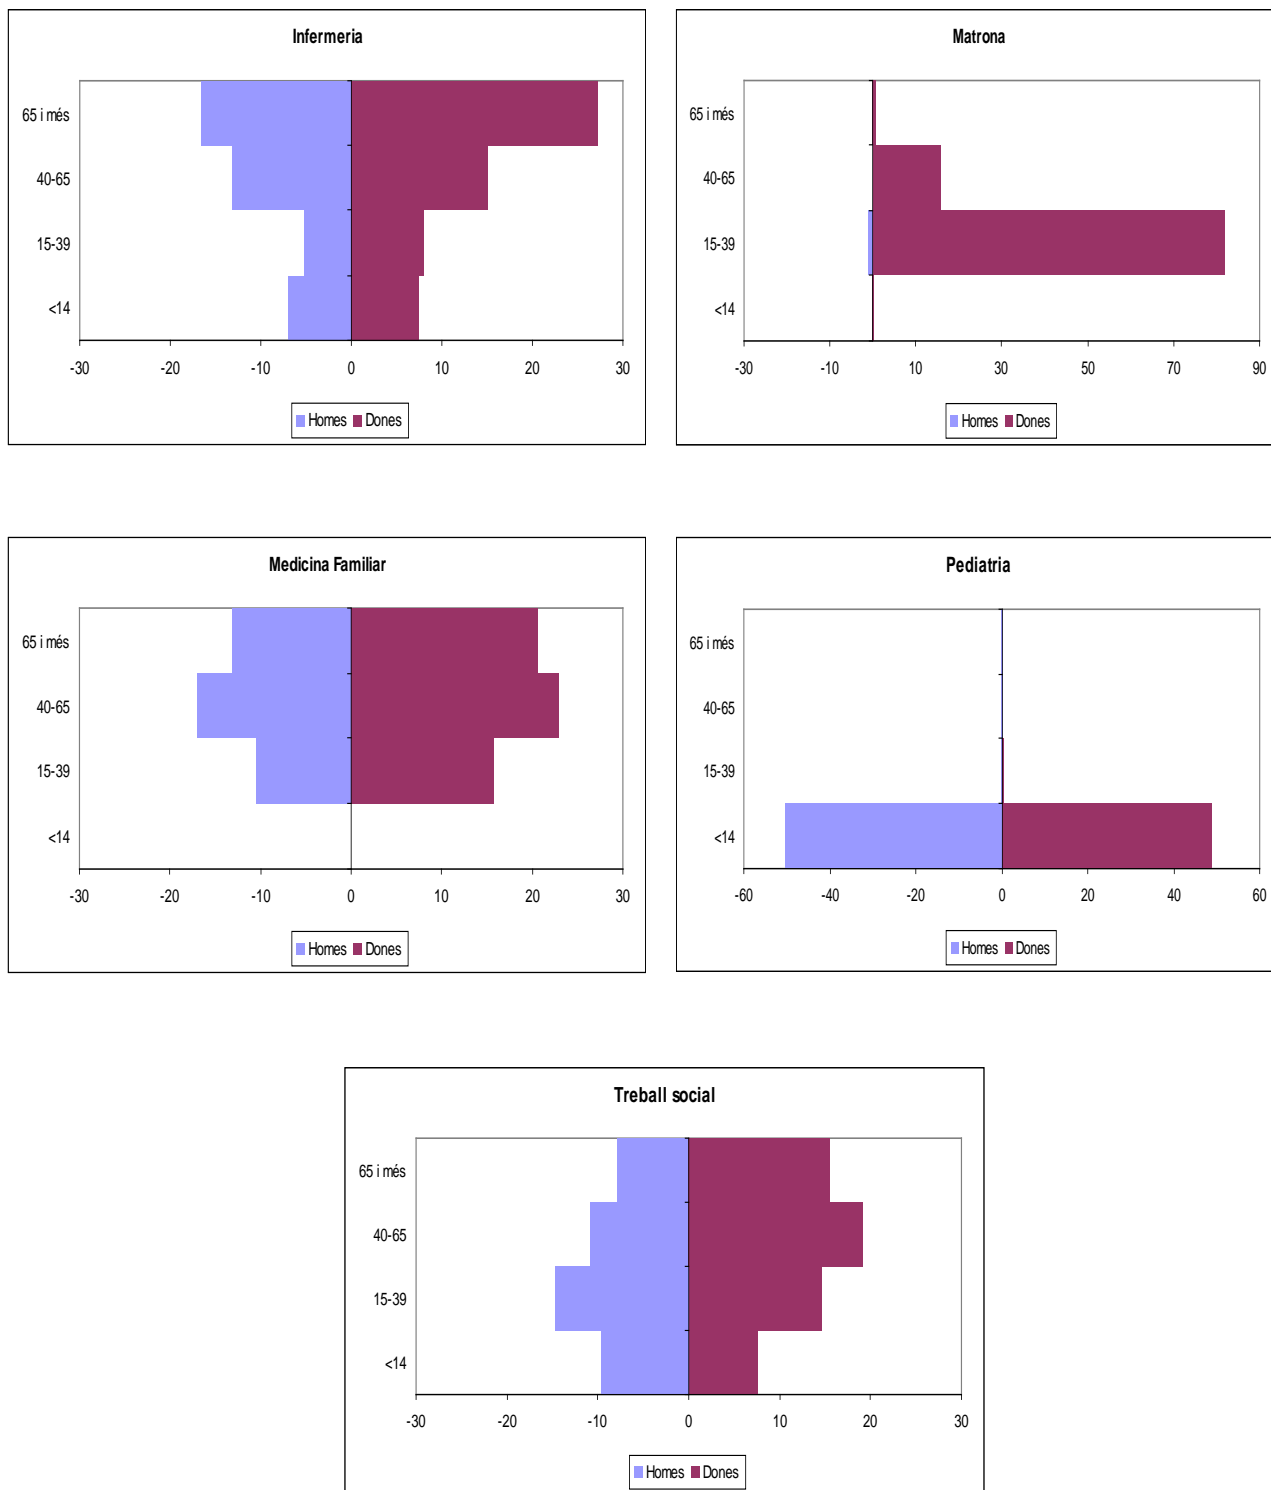 Infermeria
65 i més
40-65
15-39
<14
-30 -20 -10 0 10 20 30
Homes Dones
Matrona
65 i més
40-65
15-39
<14
-30 -10 10 30 50 70 90
Homes Dones
Medicina Familiar
65 i més
40-65
15-39
<14
-30 -20 -10 0 10 20 30
Homes Dones
Pediatria
65 i més
40-65
15-39
<14
-60 -40 -20 0 20 40 60
Homes Dones
Treball social
65 i més
40-65
15-39
<14
-30 -20 -10 0 10 20 30
Homes Dones